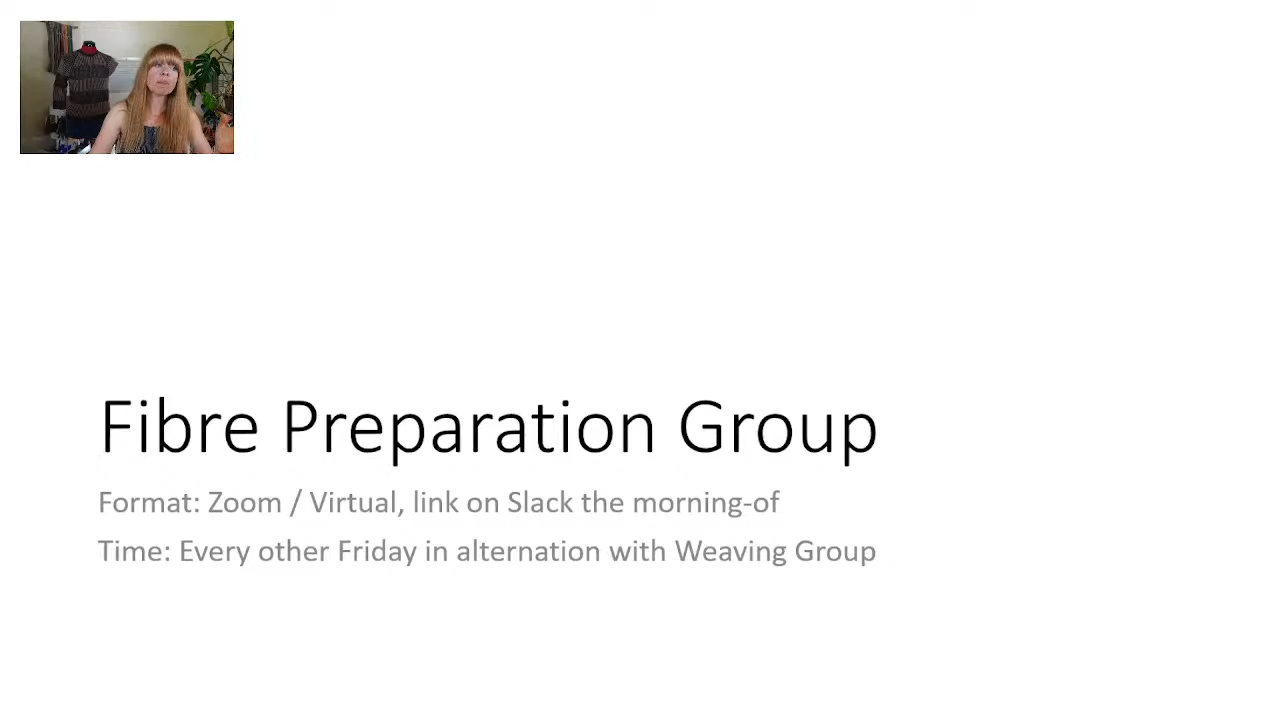 Fibre Preparation Group
Format: Zoom / Virtual, link on Slack the morning-of
Time: Every other Friday in alternation with Weaving Group